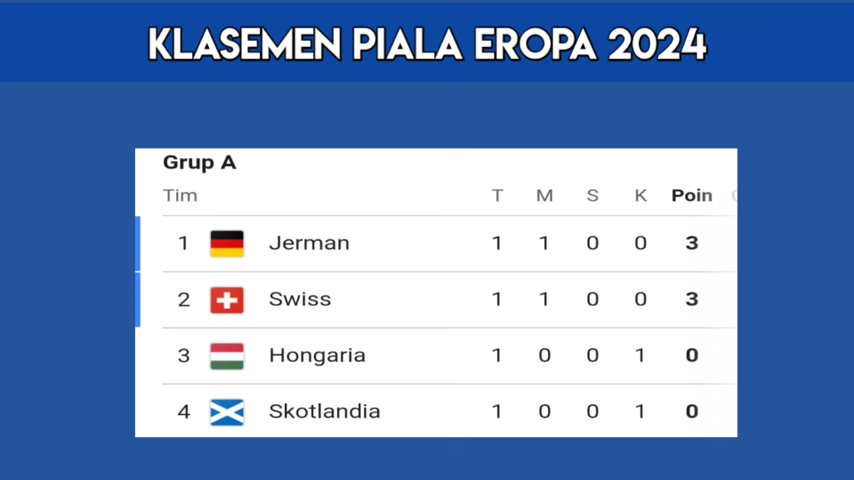 KLASEMEN PIALA EROPA 2024
Grup A
Tim T M S K Poin
1 Jerman 1 1 0 0 3
2 Swiss 1 1 0 0 3
3 Hongaria 1 0 0 1 0
4 Skotlandia 1 0 0 1 0